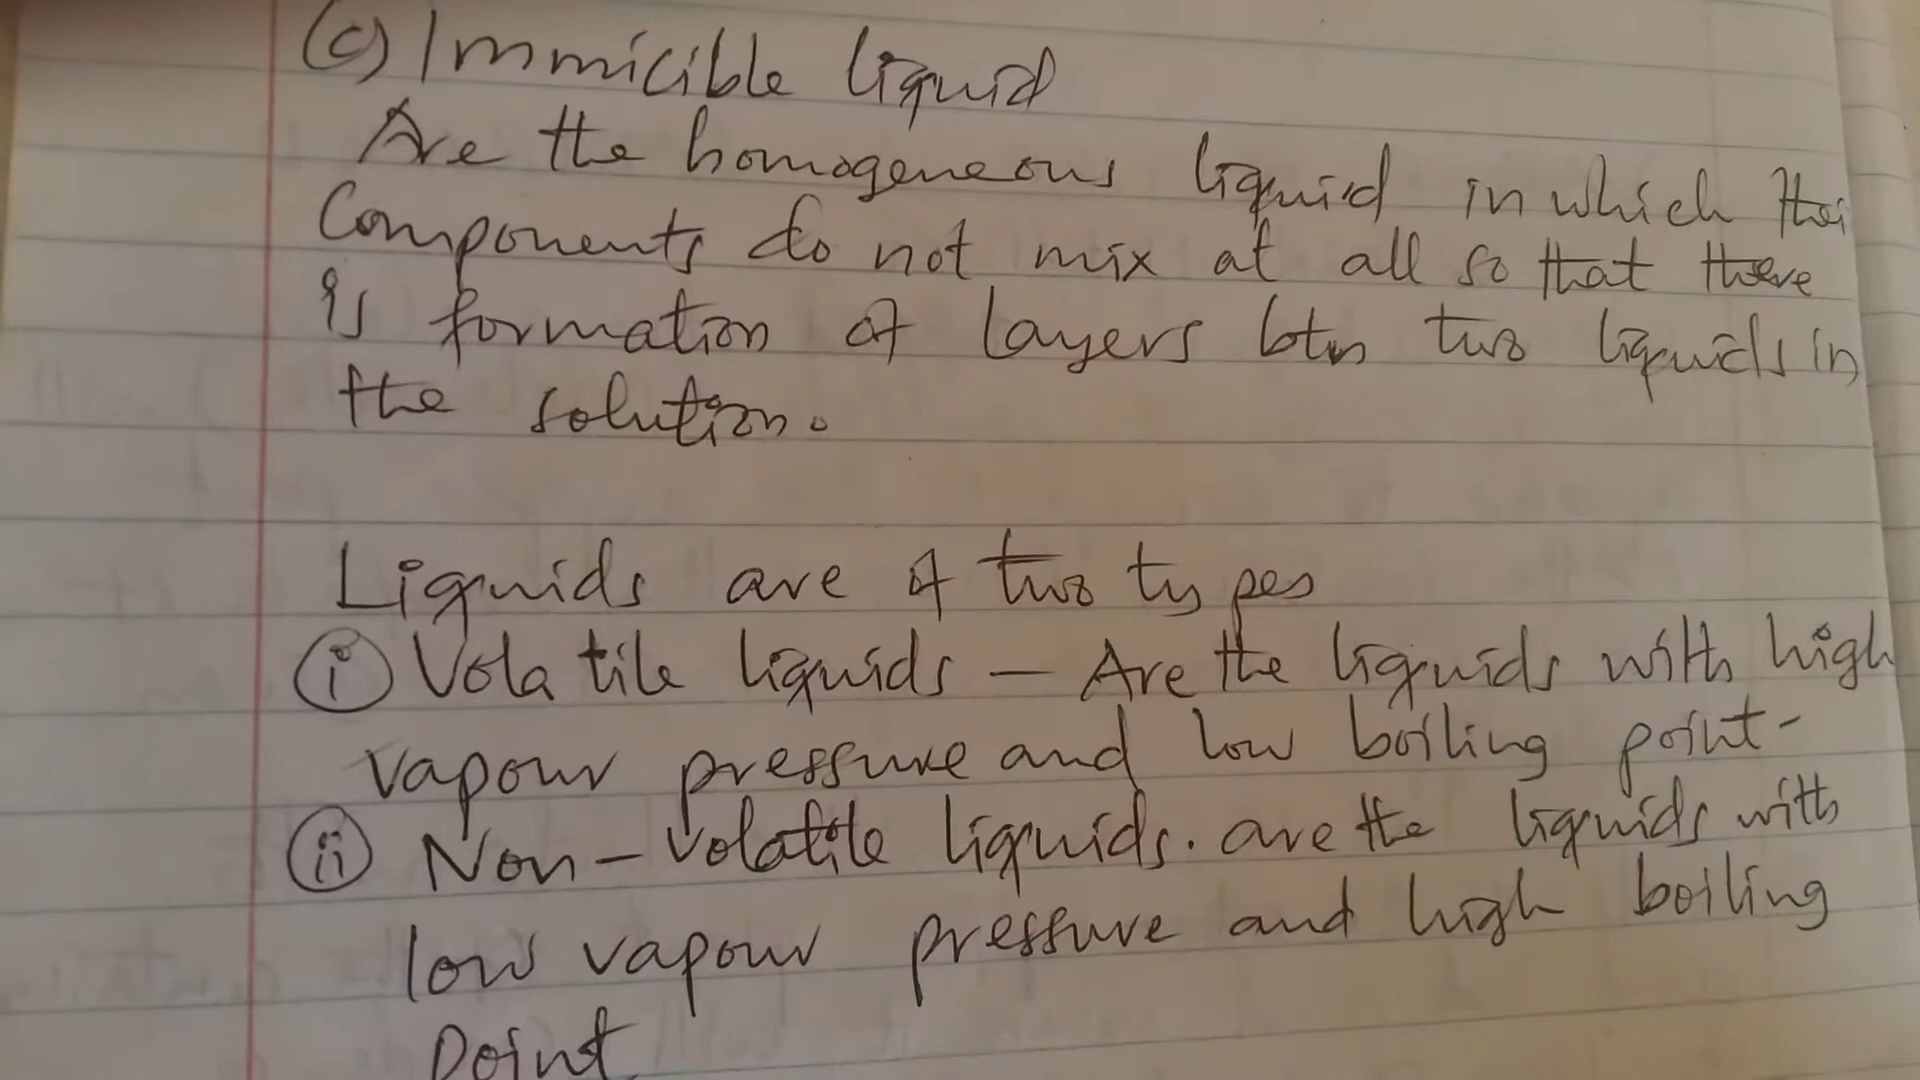 (c) Immicible liquid
Are the homogeneous liquid in which thei
Components do not mix at all so that there
is formation of layers btn two liquids in
the solution.
Liquids are of two types
(i) Volatile liquids - Are the liquids with high
vapour pressure and low boiling point-
(ii) Non-volatile liquids. are the liquids with
low vapour pressure and high boiling
point